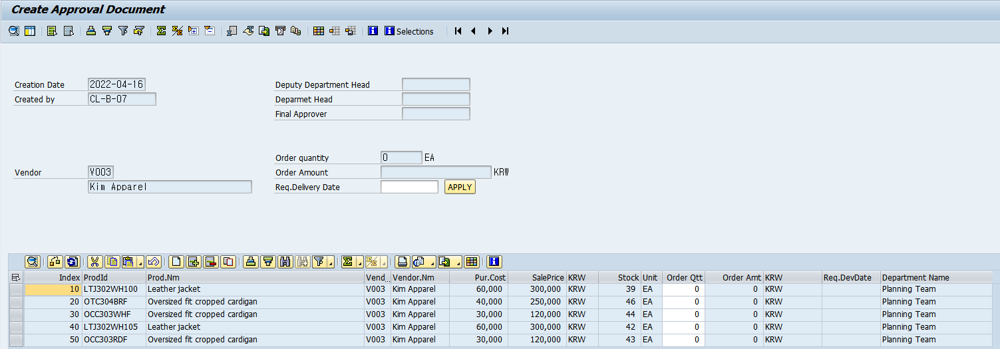 Create Approval Document
Selections
Creation Date 2022-04-16 Deputy Department Head
Created by CL-B-07 Deparmet Head
Final Approver
Order quantity 0 EA
Vendor V003 Order Amount KRW
Kim Apparel Req.Delivery Date APPLY
Index ProdId Prod.Nm Vend... Vendor.Nm Pur.Cost SalePrice KRW Stock Unit Order Qtt Order Amt KRW Req.DevDate Department Name
10 LTJ302WH100 Leather jacket V003 Kim Apparel 60,000 300,000 KRW 39 EA 0 0 KRW Planning Team
20 OTC304BRF Oversized fit cropped cardigan V003 Kim Apparel 40,000 250,000 KRW 46 EA 0 0 KRW Planning Team
30 OCC303WHF Oversized fit cropped cardigan V003 Kim Apparel 30,000 120,000 KRW 44 EA 0 0 KRW Planning Team
40 LTJ302WH105 Leather jacket V003 Kim Apparel 60,000 300,000 KRW 42 EA 0 0 KRW Planning Team
50 OCC303RDF Oversized fit cropped cardigan V003 Kim Apparel 30,000 120,000 KRW 43 EA 0 0 KRW Planning Team